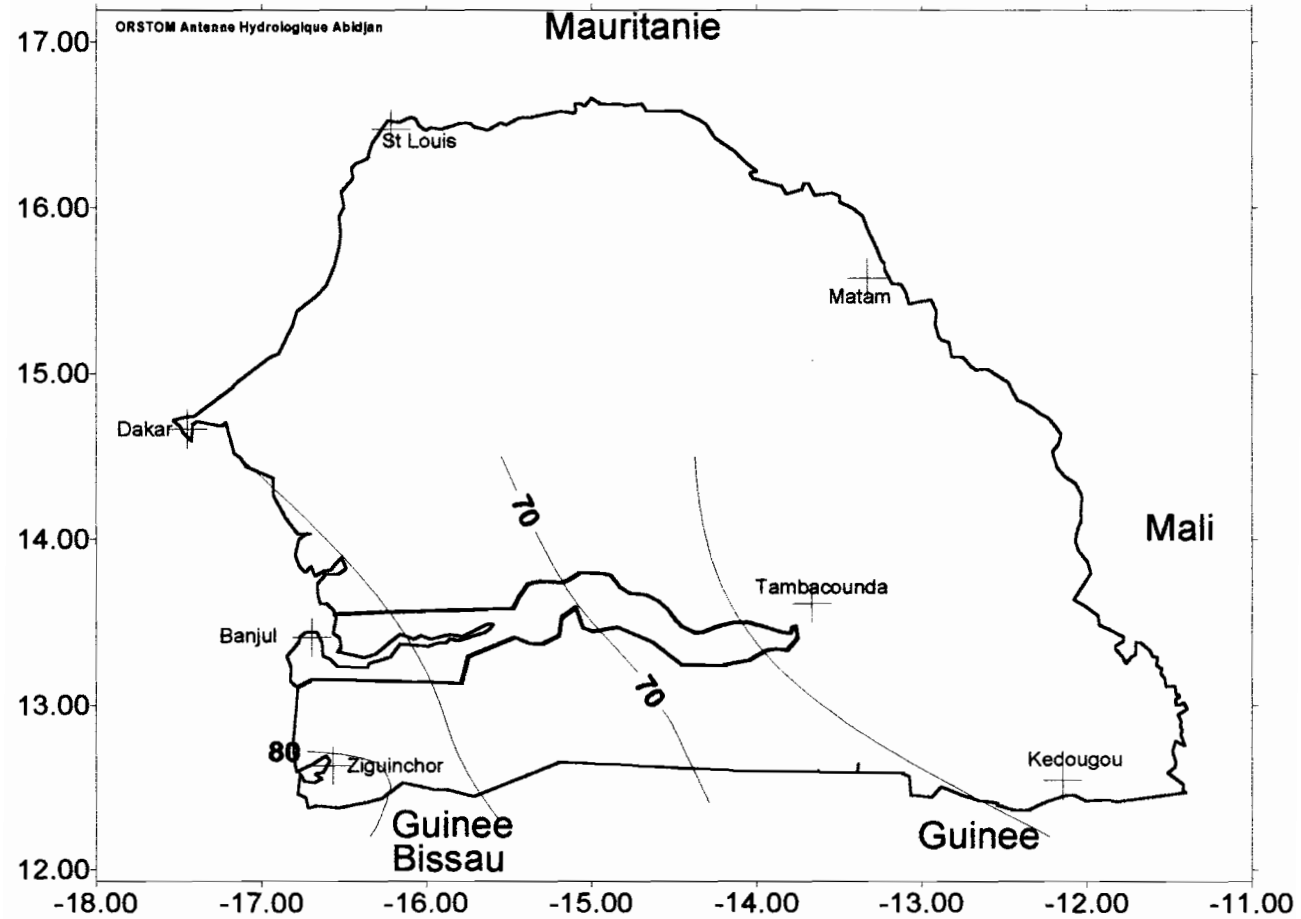 ORSTOM Antenne Hydrologique Abidjan
Mauritanie
17.00
St Louis
16.00
Matam
15.00
Dakar
70
14.00
Mali
Tambacounda
Banjul
70
13.00
80
Ziguinchor
Kedougou
Guinee
Bissau
Guinee
12.00
-18.00 -17.00 -16.00 -15.00 -14.00 -13.00 -12.00 -11.00